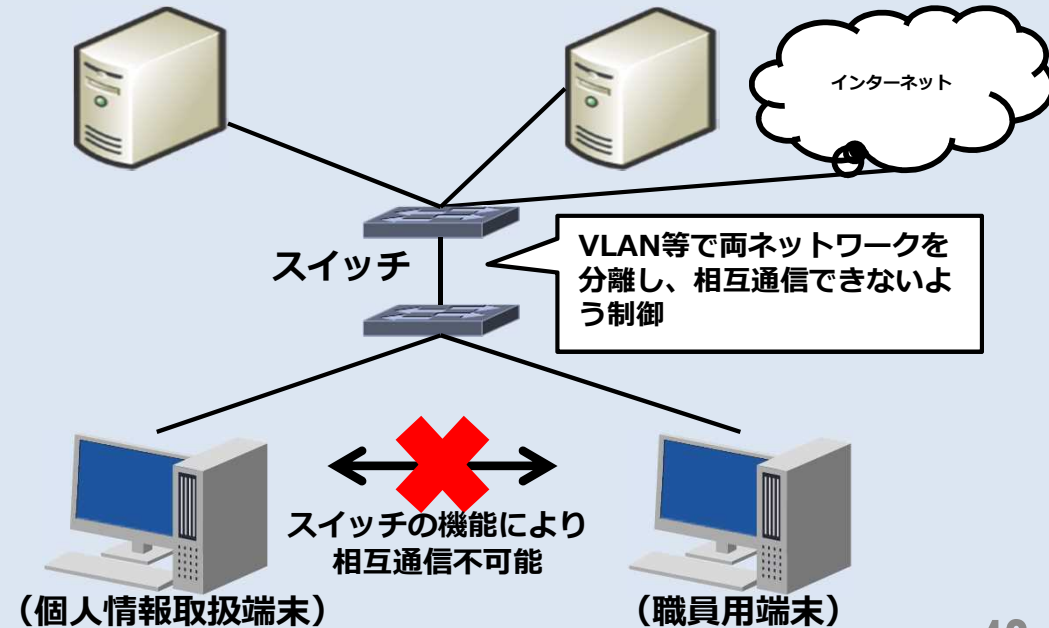 インターネット
スイッチ
VLAN等で両ネットワークを
分離し、相互通信できないよ
う制御
スイッチの機能により
相互通信不可能
（個人情報取扱端末）
（職員用端末）